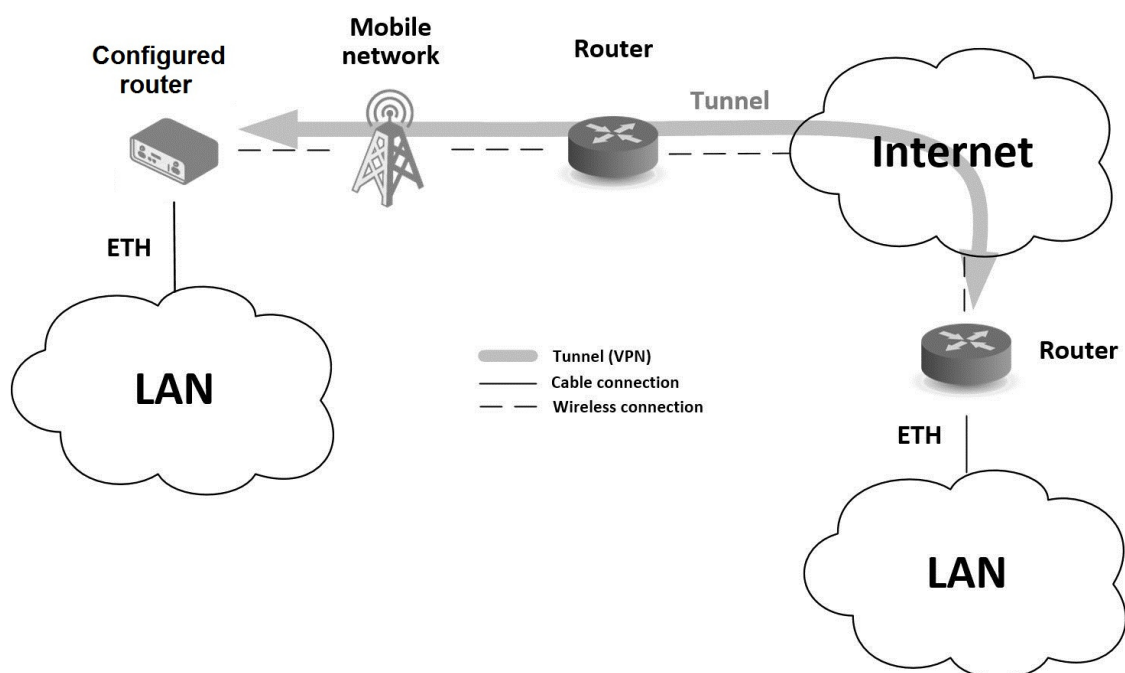 Configured
router
Mobile
network
Router
Tunnel
Internet
ETH
LAN
Tunnel (VPN)
Cable connection
Wireless connection
Router
ETH
LAN